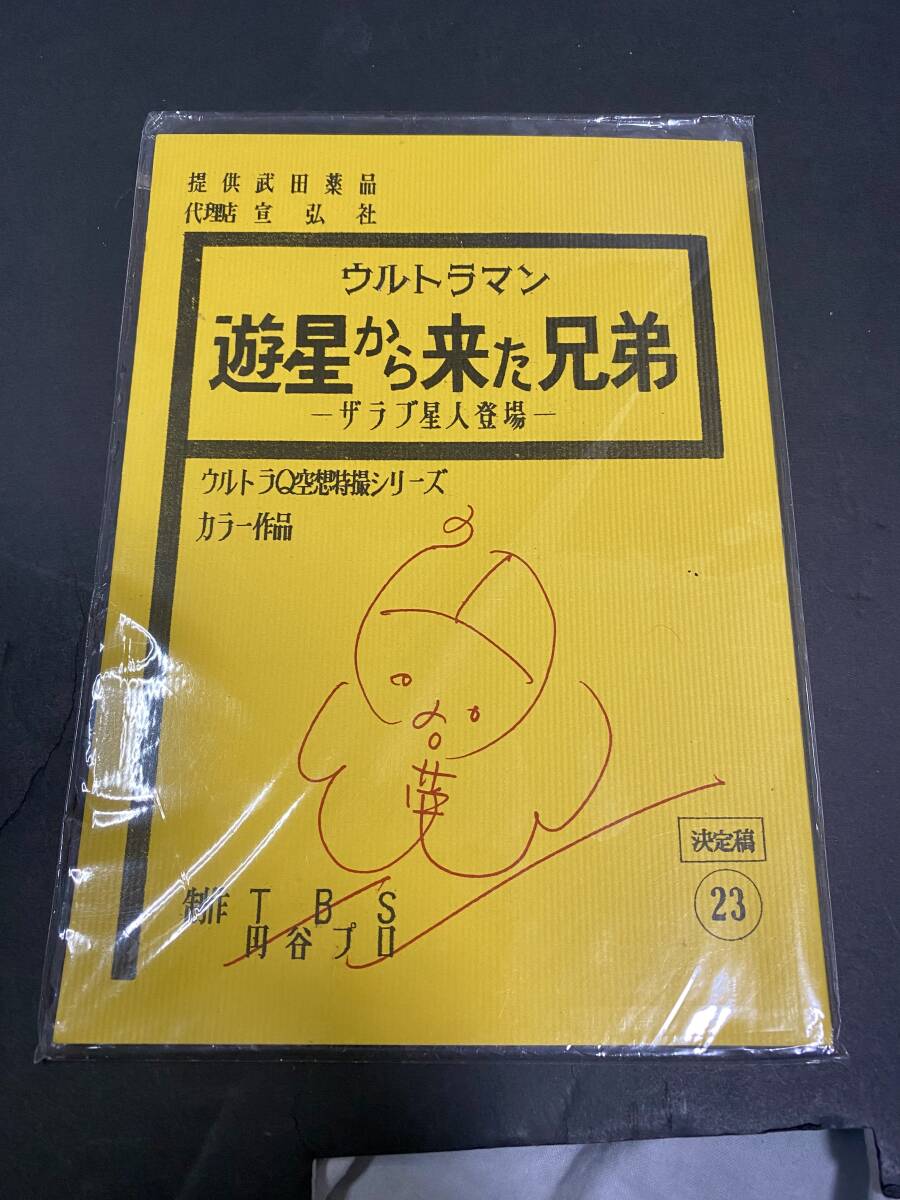 提供武田薬品
代理店 宣弘社
ウルトラマン
遊星から来た兄弟
―ザラブ星人登場―
ウルトラQ空想特撮シリーズ
カラー作品
決定稿
23
制作 TBS
円谷プロ